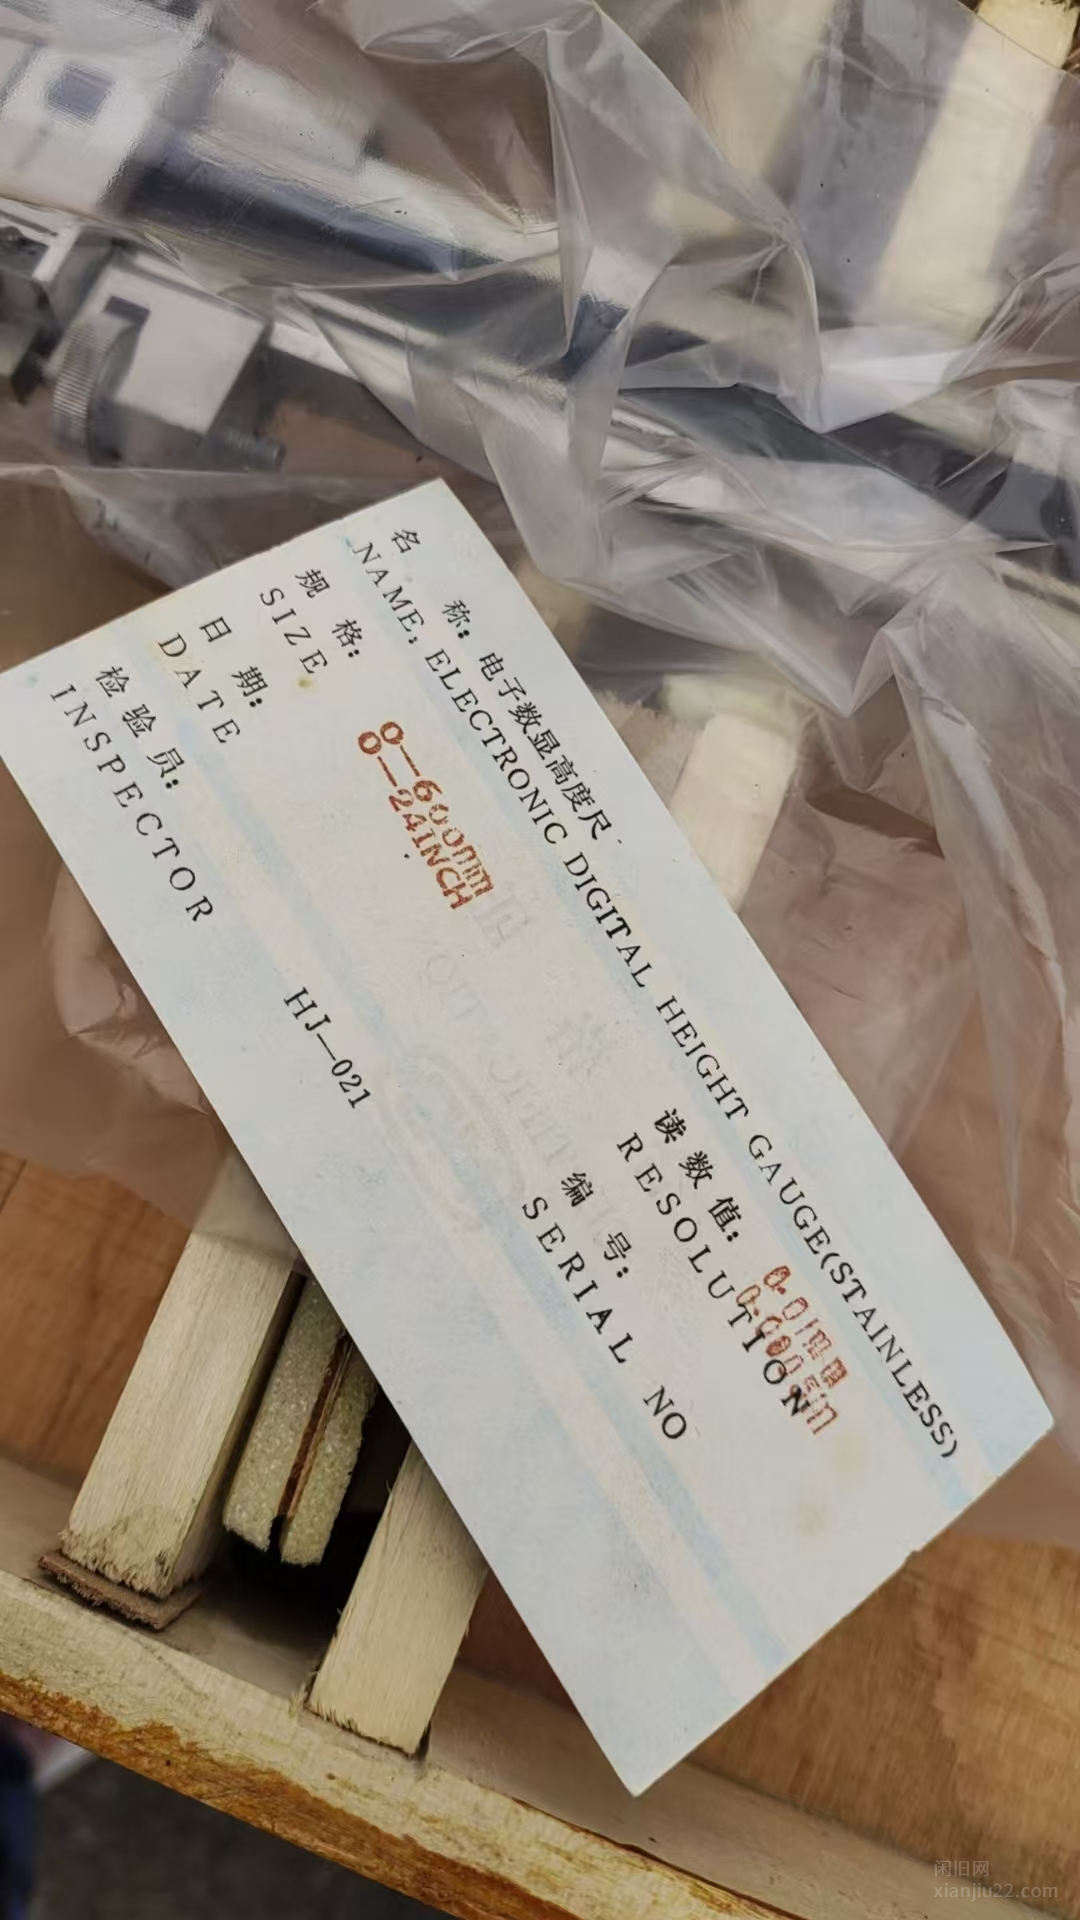 名 称: 电子数显高度尺
NAME: ELECTRONIC DIGITAL HEIGHT GAUGE(STAINLESS)
规 格: 0—600mm 读数值: 0.01mm
SIZE 0—24INCH RESOLUTION
日 期: 编 号:
DATE SERIAL NO
检验员:
INSPECTOR HJ—021
闲旧网
xianjiu22.com